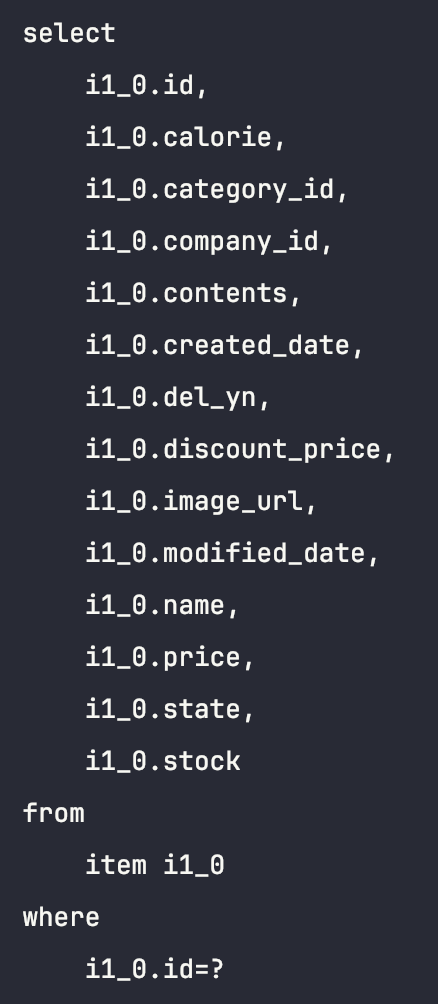 select
    i1_0.id,
    i1_0.calorie,
    i1_0.category_id,
    i1_0.company_id,
    i1_0.contents,
    i1_0.created_date,
    i1_0.del_yn,
    i1_0.discount_price,
    i1_0.image_url,
    i1_0.modified_date,
    i1_0.name,
    i1_0.price,
    i1_0.state,
    i1_0.stock
from
    item i1_0
where
    i1_0.id=?